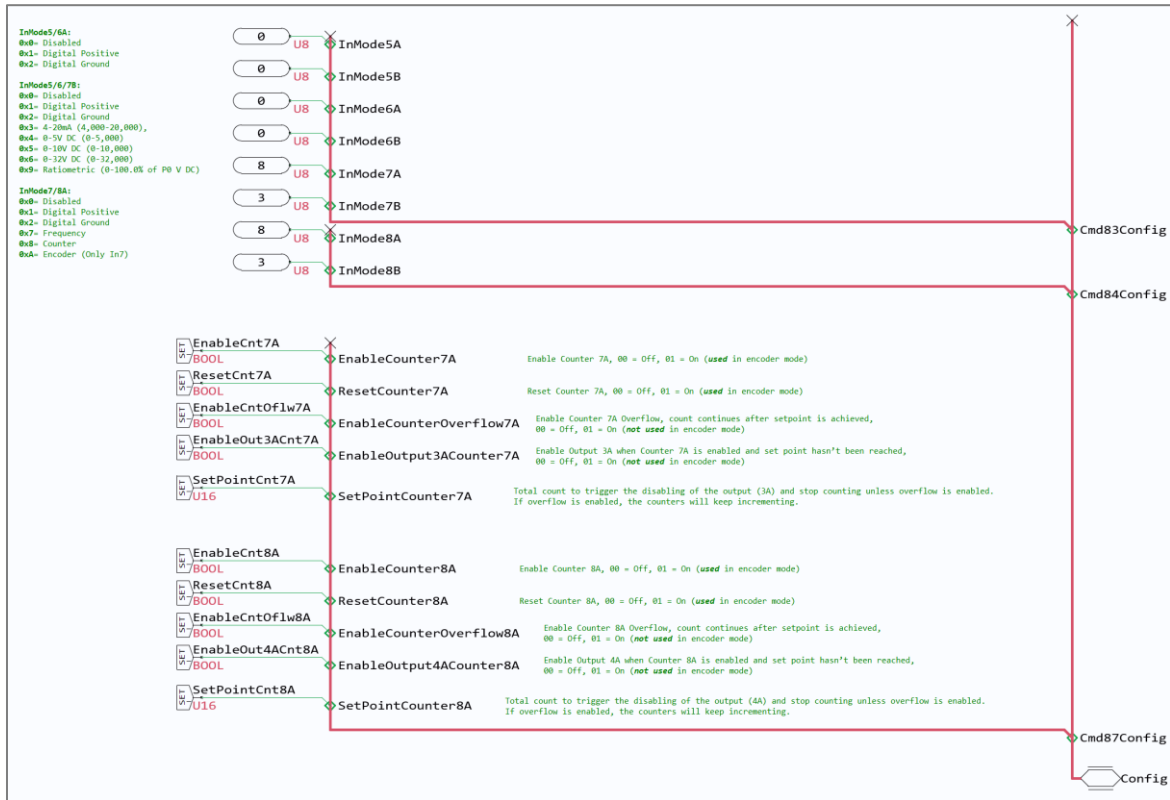 InMode5/6A:
0x0= Disabled
0x1= Digital Positive
0x2= Digital Ground
InMode5/6/7B:
0x0= Disabled
0x1= Digital Positive
0x2= Digital Ground
0x3= 4-20mA (4,000-20,000),
0x4= 0-5V DC (0-5,000)
0x5= 0-10V DC (0-10,000)
0x6= 0-32V DC (0-32,000)
0x9= Ratiometric (0-100.0% of P0 V DC)
InMode7/8A:
0x0= Disabled
0x1= Digital Positive
0x2= Digital Ground
0x7= Frequency
0x8= Counter
0xA= Encoder (Only In7)
0 U8 InMode5A
0 U8 InMode5B
0 U8 InMode6A
0 U8 InMode6B
8 U8 InMode7A
3 U8 InMode7B
Cmd83Config
8 U8 InMode8A
3 U8 InMode8B
Cmd84Config
SET EnableCnt7A
BOOL EnableCounter7A Enable Counter 7A, 00 = Off, 01 = On (used in encoder mode)
SET ResetCnt7A
BOOL ResetCounter7A Reset Counter 7A, 00 = Off, 01 = On (used in encoder mode)
SET EnableCntOflw7A
BOOL EnableCounterOverflow7A Enable Counter 7A Overflow, count continues after setpoint is achieved,
00 = Off, 01 = On (not used in encoder mode)
SET EnableOut3ACnt7A
BOOL EnableOutput3ACounter7A Enable Output 3A when Counter 7A is enabled and set point hasn't been reached,
00 = Off, 01 = On (not used in encoder mode)
SET SetPointCnt7A
U16 SetPointCounter7A Total count to trigger the disabling of the output (3A) and stop counting unless overflow is enabled.
If overflow is enabled, the counters will keep incrementing.
SET EnableCnt8A
BOOL EnableCounter8A Enable Counter 8A, 00 = Off, 01 = On (used in encoder mode)
SET ResetCnt8A
BOOL ResetCounter8A Reset Counter 8A, 00 = Off, 01 = On (used in encoder mode)
SET EnableCntOflw8A
BOOL EnableCounterOverflow8A Enable Counter 8A Overflow, count continues after setpoint is achieved,
00 = Off, 01 = On (not used in encoder mode)
SET EnableOut4ACnt8A
BOOL EnableOutput4ACounter8A Enable Output 4A when Counter 8A is enabled and set point hasn't been reached,
00 = Off, 01 = On (not used in encoder mode)
SET SetPointCnt8A
U16 SetPointCounter8A Total count to trigger the disabling of the output (4A) and stop counting unless overflow is enabled.
If overflow is enabled, the counters will keep incrementing.
Cmd87Config
Config